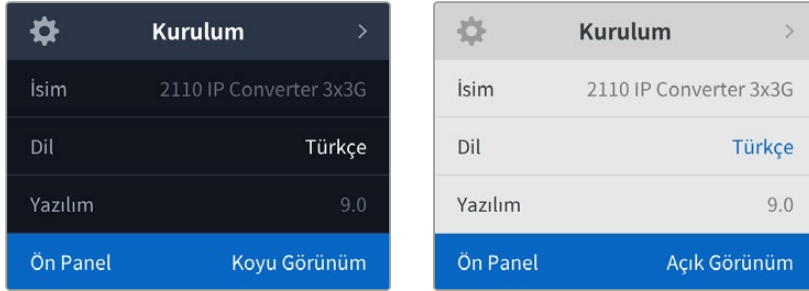 Kurulum
İsim 2110 IP Converter 3x3G
Dil Türkçe
Yazılım 9.0
Ön Panel Koyu Görünüm
Kurulum
İsim 2110 IP Converter 3x3G
Dil Türkçe
Yazılım 9.0
Ön Panel Açık Görünüm